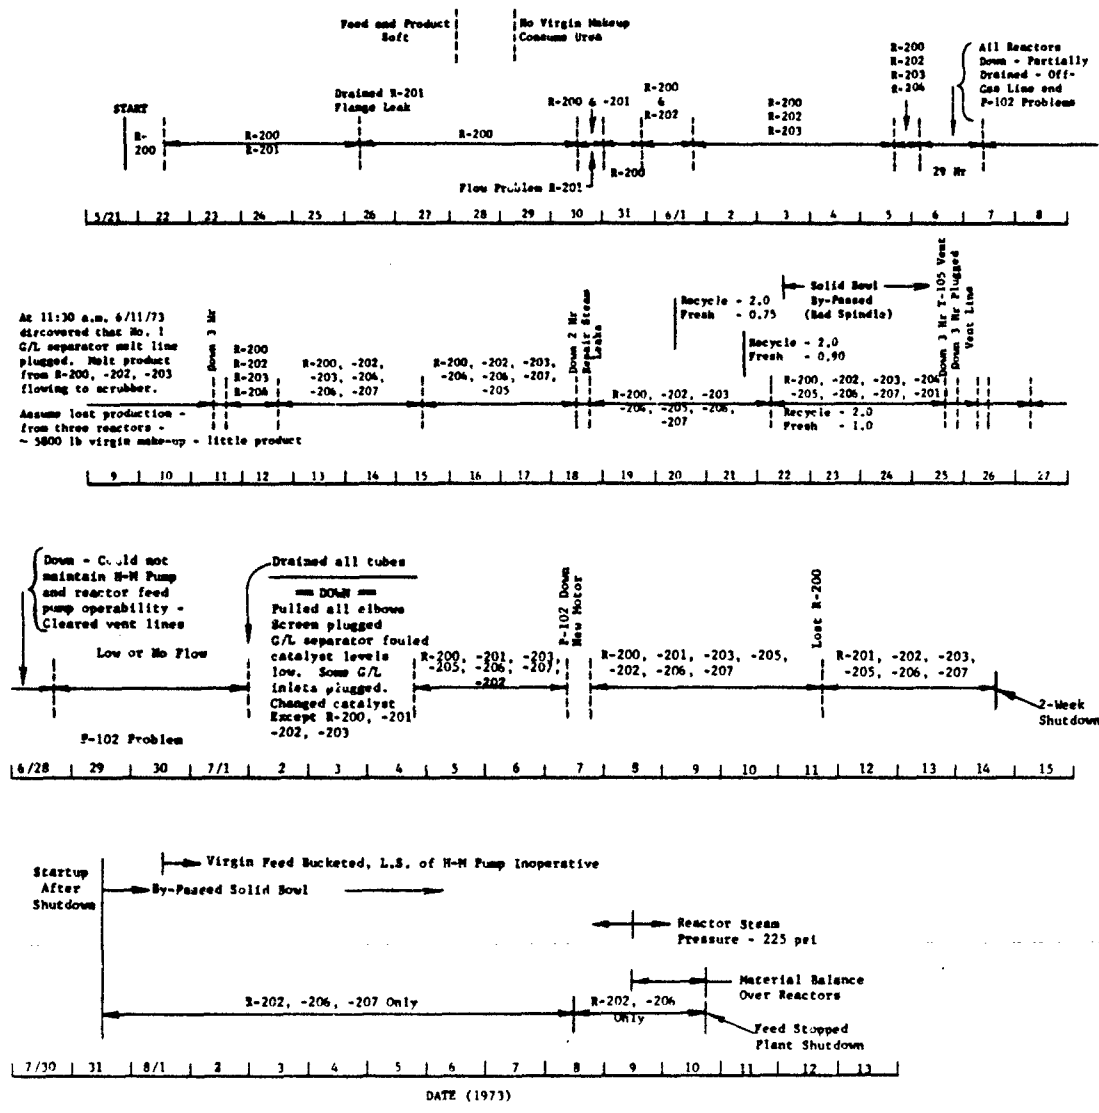 Feed and Product
Soft
No Virgin Makeup
Consume Urea
START
R-
200
R-200
R-201
Drained R-201
Flange Leak
R-200
R-200 & -201
Flow Problem R-201
R-200
R-200
&
R-202
R-200
R-202
R-203
R-200
R-202
R-203
R-206
All Reactors
Down - Partially
Drained - Off-
Gas Line end
P-102 Problems
29 Hr
5/21 22 23 24 25 26 27 28 29 30 31 6/1 2 3 4 5 6 7 8
At 11:30 a.m. 6/11/73
discovered that No. 1
G/L separator melt line
plugged. Melt product
from R-200, -202, -203
flowing to scrubber.
Assume lost production -
from three reactors -
~ 5800 lb virgin make-up - little product
Down 3 Hr
R-200
R-202
R-203
R-206
R-200, -202,
-203, -204,
-206, -207
R-200, -202, -203,
-204, -206, -207,
-205
Down 2 Hr
Repair Steam
Leaks
R-200, -202, -203
-204, -205, -206,
-207
Recycle - 2.0
Fresh - 0.75
Recycle - 2.0
Fresh - 0.90
Solid Bowl
By-Passed
(Bad Spindle)
R-200, -202, -203, -204
-205, -206, -207, -201
Recycle - 2.0
Fresh - 1.0
Down 3 Hr T-105 Vent
Down 3 Hr Plugged
Vent Line
9 10 11 12 13 14 15 16 17 18 19 20 21 22 23 24 25 26 27
Down - Could not
maintain H-M Pump
and reactor feed
pump operability -
Cleared vent lines
Low or No Flow
P-102 Problem
Drained all tubes
DOWN
Pulled all elbows
Screen plugged
G/L separator fouled
catalyst levels
low. Some G/L
inlets plugged.
Changed catalyst
Except R-200, -201
-202, -203
R-200, -201, -203,
-205, -206, -207,
-202
P-102 Down
New Motor
R-200, -201, -203, -205,
-202, -206, -207
Lost R-200
R-201, -202, -203,
-205, -206, -207
2-Week
Shutdown
6/28 29 30 7/1 2 3 4 5 6 7 8 9 10 11 12 13 14 15
Startup
After
Shutdown
Virgin Feed Bucketed, L.S. of H-M Pump Inoperative
By-Passed Solid Bowl
Reactor Steam
Pressure - 225 psi
Material Balance
Over Reactors
R-202, -206, -207 Only
R-202, -206
Only
Feed Stopped
Plant Shutdown
7/30 31 8/1 2 3 4 5 6 7 8 9 10 11 12 13
DATE (1973)